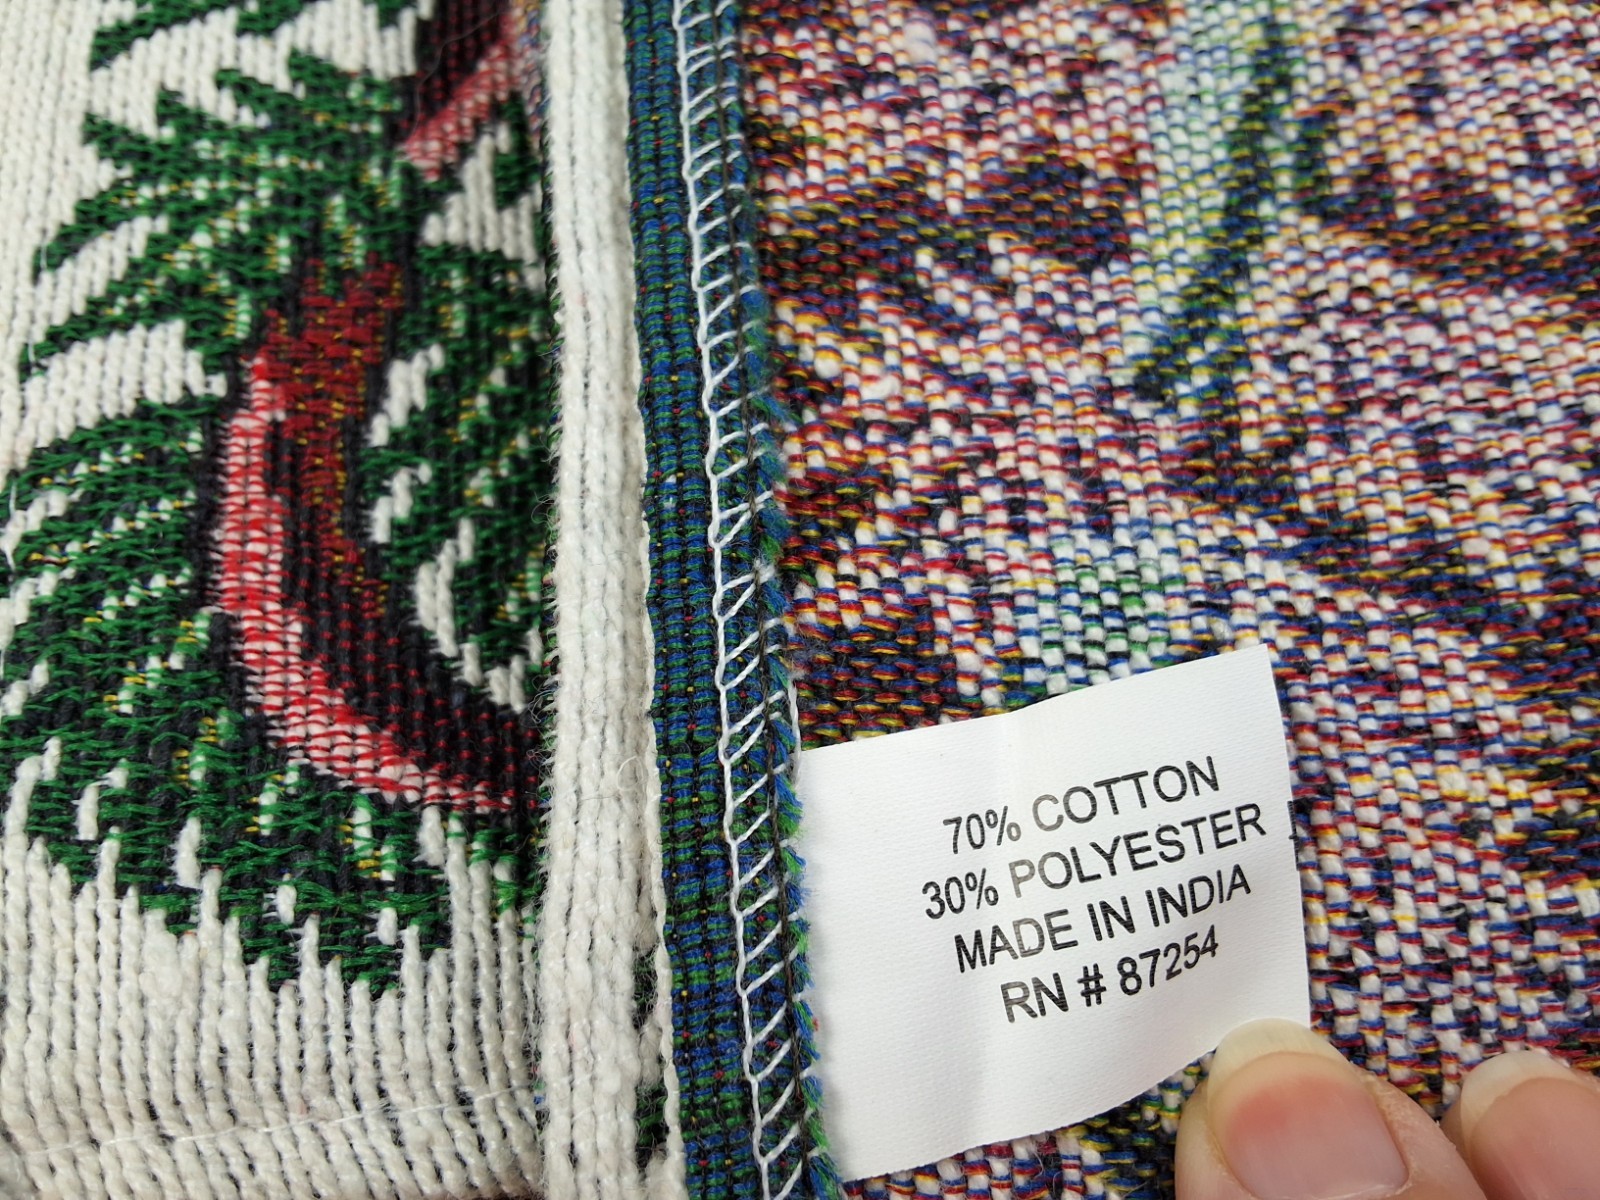 70% COTTON
30% POLYESTER
MADE IN INDIA
RN # 87254